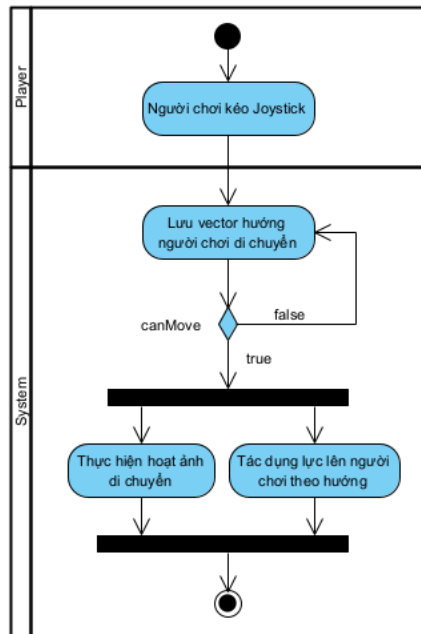 Player
Người chơi kéo Joystick
System
Lưu vector hướng
người chơi di chuyển
canMove
false
true
Thực hiện hoạt ảnh
di chuyển
Tác dụng lực lên người
chơi theo hướng